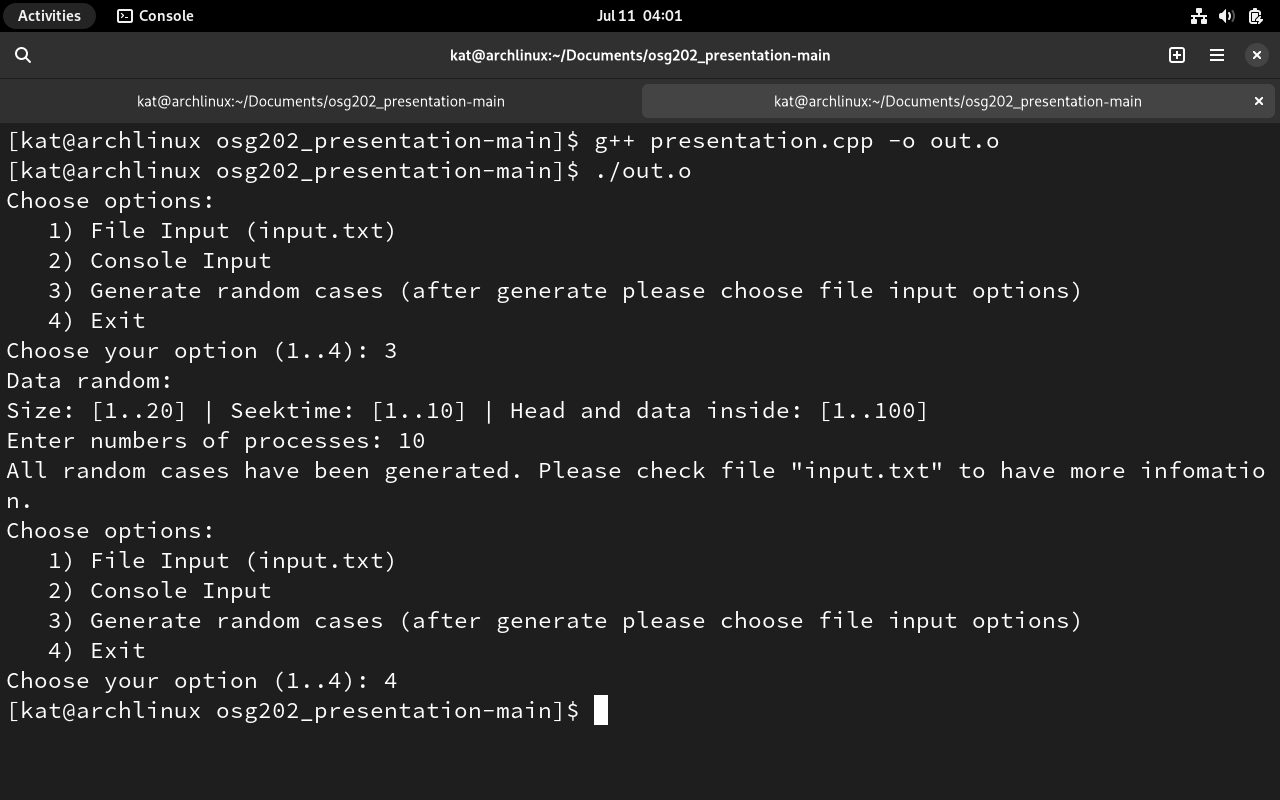 Activities Console Jul 11 04:01
kat@archlinux:~/Documents/osg202_presentation-main
kat@archlinux:~/Documents/osg202_presentation-main kat@archlinux:~/Documents/osg202_presentation-main
[kat@archlinux osg202_presentation-main]$ g++ presentation.cpp -o out.o
[kat@archlinux osg202_presentation-main]$ ./out.o
Choose options:
   1) File Input (input.txt)
   2) Console Input
   3) Generate random cases (after generate please choose file input options)
   4) Exit
Choose your option (1..4): 3
Data random:
Size: [1..20] | Seektime: [1..10] | Head and data inside: [1..100]
Enter numbers of processes: 10
All random cases have been generated. Please check file "input.txt" to have more infomatio
n.
Choose options:
   1) File Input (input.txt)
   2) Console Input
   3) Generate random cases (after generate please choose file input options)
   4) Exit
Choose your option (1..4): 4
[kat@archlinux osg202_presentation-main]$